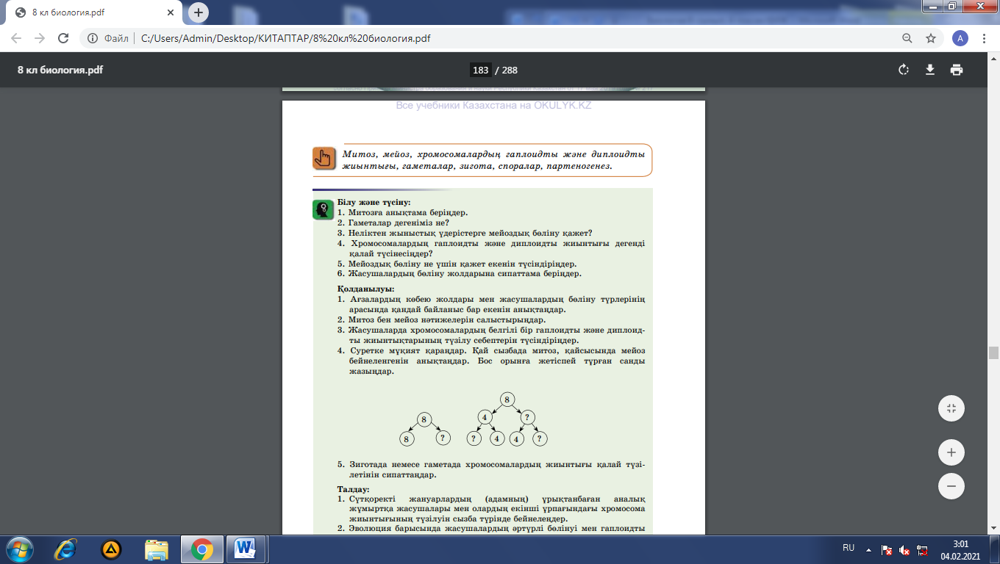 8 кл биология.pdf
Файл
C:/Users/Admin/Desktop/КИТАПТАР/8%20кл%20биология.pdf
A
8 кл биология.pdf
183 / 288
Все учебники Казахстана на OKULYK.KZ
Митоз, мейоз, хромосомалардың гаплоидты және диплоидты
жиынтығы, гаметалар, зигота, споралар, партеногенез.
Білу және түсіну:
1. Митозға анықтама беріңдер.
2. Гаметалар дегеніміз не?
3. Неліктен жыныстық үдерістерге мейоздық бөліну қажет?
4. Хромосомалардың гаплоидты және диплоидты жиынтығы дегенді
қалай түсінесіңдер?
5. Мейоздық бөліну не үшін қажет екенін түсіндіріңдер.
6. Жасушалардың бөліну жолдарына сипаттама беріңдер.
Қолданылуы:
1. Ағзалардың көбею жолдары мен жасушалардың бөліну түрлерінің
арасында қандай байланыс бар екенін анықтаңдар.
2. Митоз бен мейоз нәтижелерін салыстырыңдар.
3. Жасушаларда хромосомалардың белгілі бір гаплоидты және диплоид-
ты жиынтықтарының түзілу себептерін түсіндіріңдер.
4. Суретке мұқият қараңдар. Қай сызбада митоз, қайсысында мейоз
бейнеленгенін анықтаңдар. Бос орынға жетіспей тұрған санды
жазыңдар.
8
8 ?
8
4 ?
? 4 4 ?
5. Зиготада немесе гаметада хромосомалардың жиынтығы қалай түзі-
летінін сипаттаңдар.
Талдау:
1. Сүтқоректі жануарлардың (адамның) ұрықтанбаған аналық
жұмыртқа жасушалары мен олардың екінші ұрпағындағы хромосома
жиынтығының түзілуін сызба түрінде бейнелеңдер.
2. Эволюция барысында жасушалардың әртүрлі бөлінуі мен гаплоидты
RU
3:01
04.02.2021